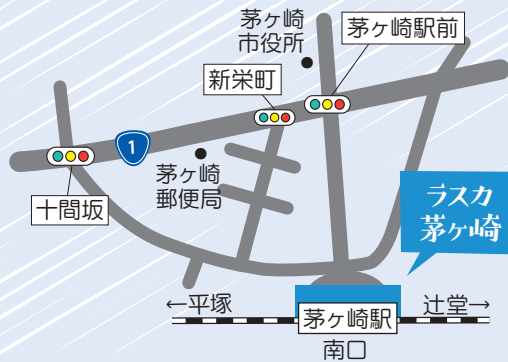 茅ヶ崎
市役所
茅ヶ崎駅前
新栄町
1
茅ヶ崎
郵便局
十間坂
ラスカ
茅ヶ崎
←平塚
茅ヶ崎駅
辻堂→
南口